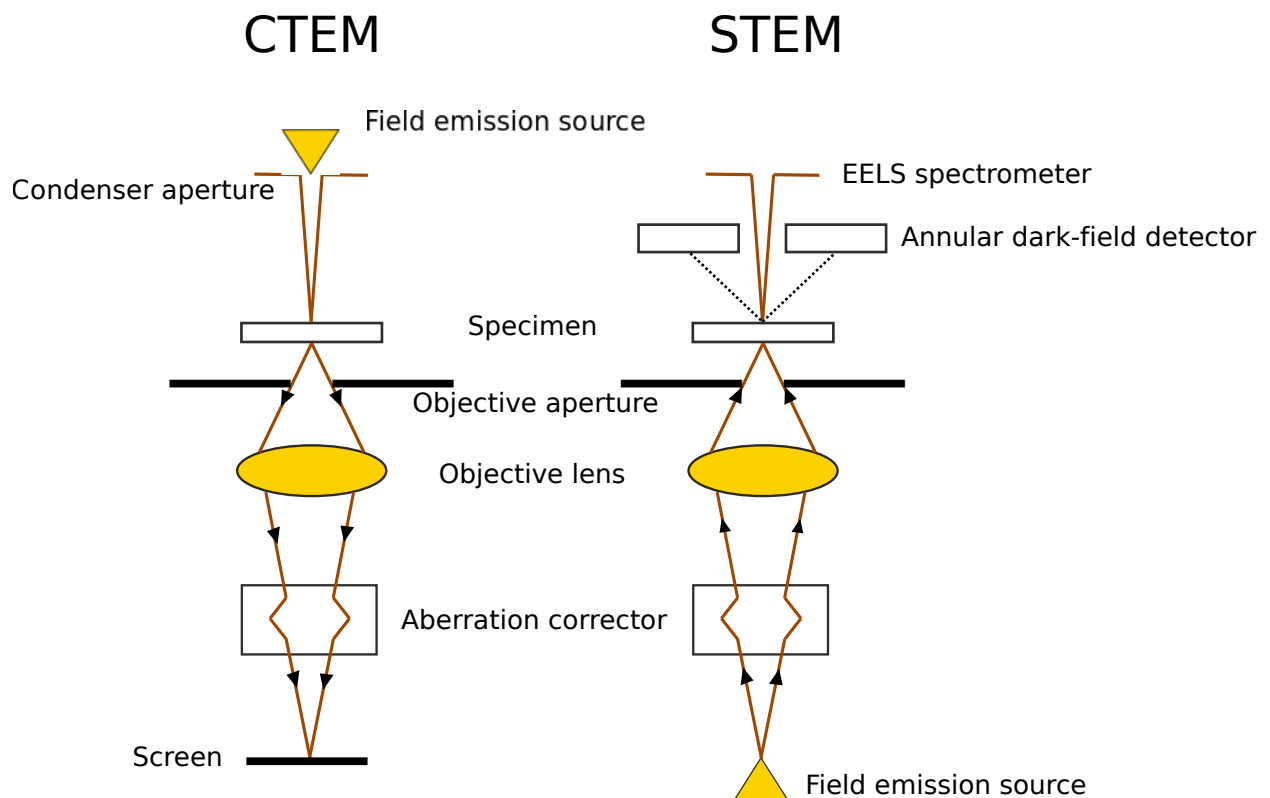 CTEM
STEM
Field emission source
Condenser aperture
EELS spectrometer
Annular dark-field detector
Specimen
Objective aperture
Objective lens
Aberration corrector
Screen
Field emission source